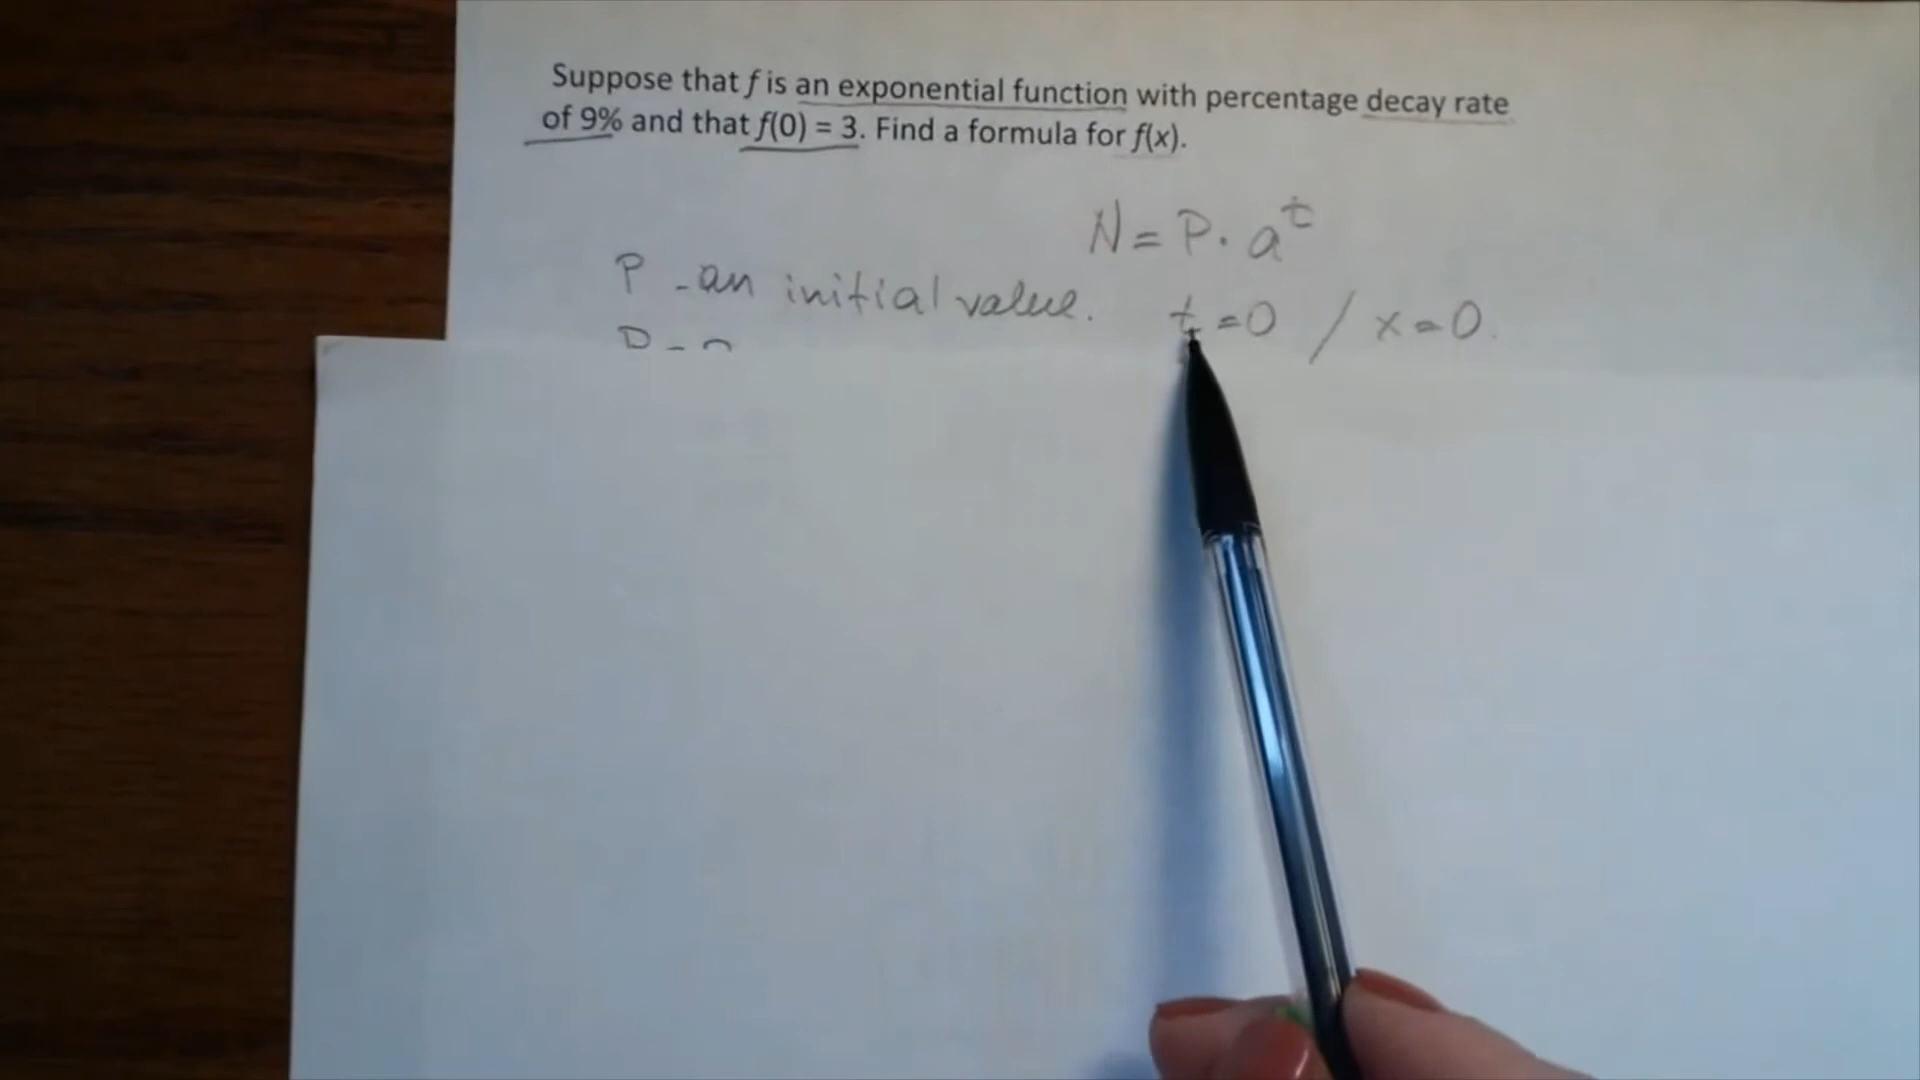 Suppose that f is an exponential function with percentage decay rate
of 9% and that f(0) = 3. Find a formula for f(x).
N = P · a^t
P - an initial value. t = 0 / x = 0.